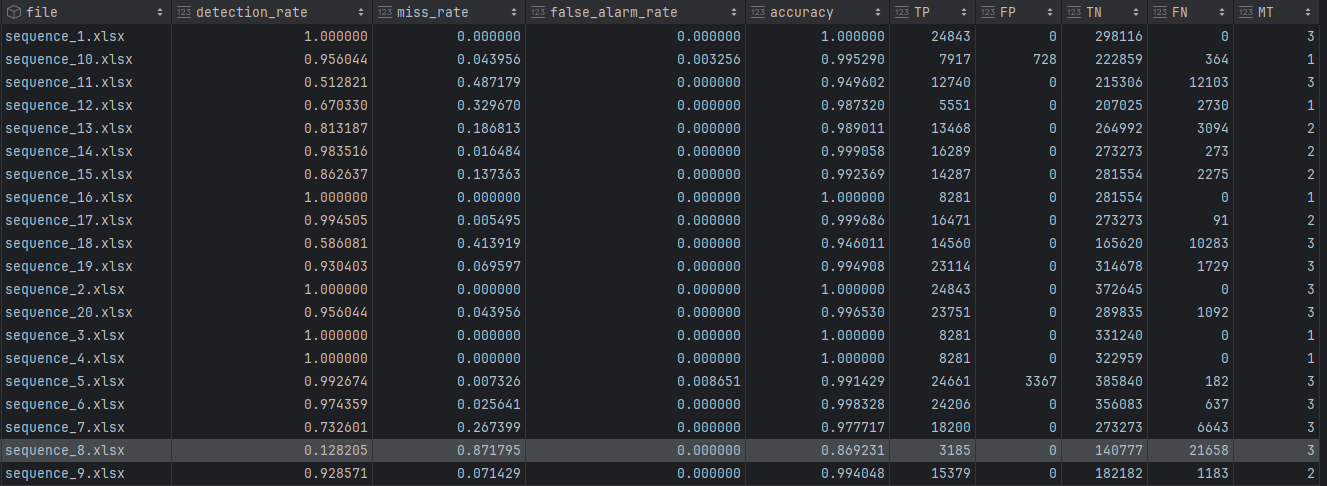 file detection_rate miss_rate 123 false_alarm_rate 123 accuracy 123 TP 123 FP 123 TN 123 FN 123 MT
sequence_1.xlsx 1.000000 0.000000 0.000000 1.000000 24843 0 298116 0 3
sequence_10.xlsx 0.956044 0.043956 0.003256 0.995290 7917 728 222859 364 1
sequence_11.xlsx 0.512821 0.487179 0.000000 0.949602 12740 0 215306 12103 3
sequence_12.xlsx 0.670330 0.329670 0.000000 0.987320 5551 0 207025 2730 1
sequence_13.xlsx 0.813187 0.186813 0.000000 0.989011 13468 0 264992 3094 2
sequence_14.xlsx 0.983516 0.016484 0.000000 0.999058 16289 0 273273 273 2
sequence_15.xlsx 0.862637 0.137363 0.000000 0.992369 14287 0 281554 2275 2
sequence_16.xlsx 1.000000 0.000000 0.000000 1.000000 8281 0 281554 0 1
sequence_17.xlsx 0.994505 0.005495 0.000000 0.999686 16471 0 273273 91 2
sequence_18.xlsx 0.586081 0.413919 0.000000 0.946011 14560 0 165620 10283 3
sequence_19.xlsx 0.930403 0.069597 0.000000 0.994908 23114 0 314678 1729 3
sequence_2.xlsx 1.000000 0.000000 0.000000 1.000000 24843 0 372645 0 3
sequence_20.xlsx 0.956044 0.043956 0.000000 0.996530 23751 0 289835 1092 3
sequence_3.xlsx 1.000000 0.000000 0.000000 1.000000 8281 0 331240 0 1
sequence_4.xlsx 1.000000 0.000000 0.000000 1.000000 8281 0 322959 0 1
sequence_5.xlsx 0.992674 0.007326 0.008651 0.991429 24661 3367 385840 182 3
sequence_6.xlsx 0.974359 0.025641 0.000000 0.998328 24206 0 356083 637 3
sequence_7.xlsx 0.732601 0.267399 0.000000 0.977717 18200 0 273273 6643 3
sequence_8.xlsx 0.128205 0.871795 0.000000 0.869231 3185 0 140777 21658 3
sequence_9.xlsx 0.928571 0.071429 0.000000 0.994048 15379 0 182182 1183 2